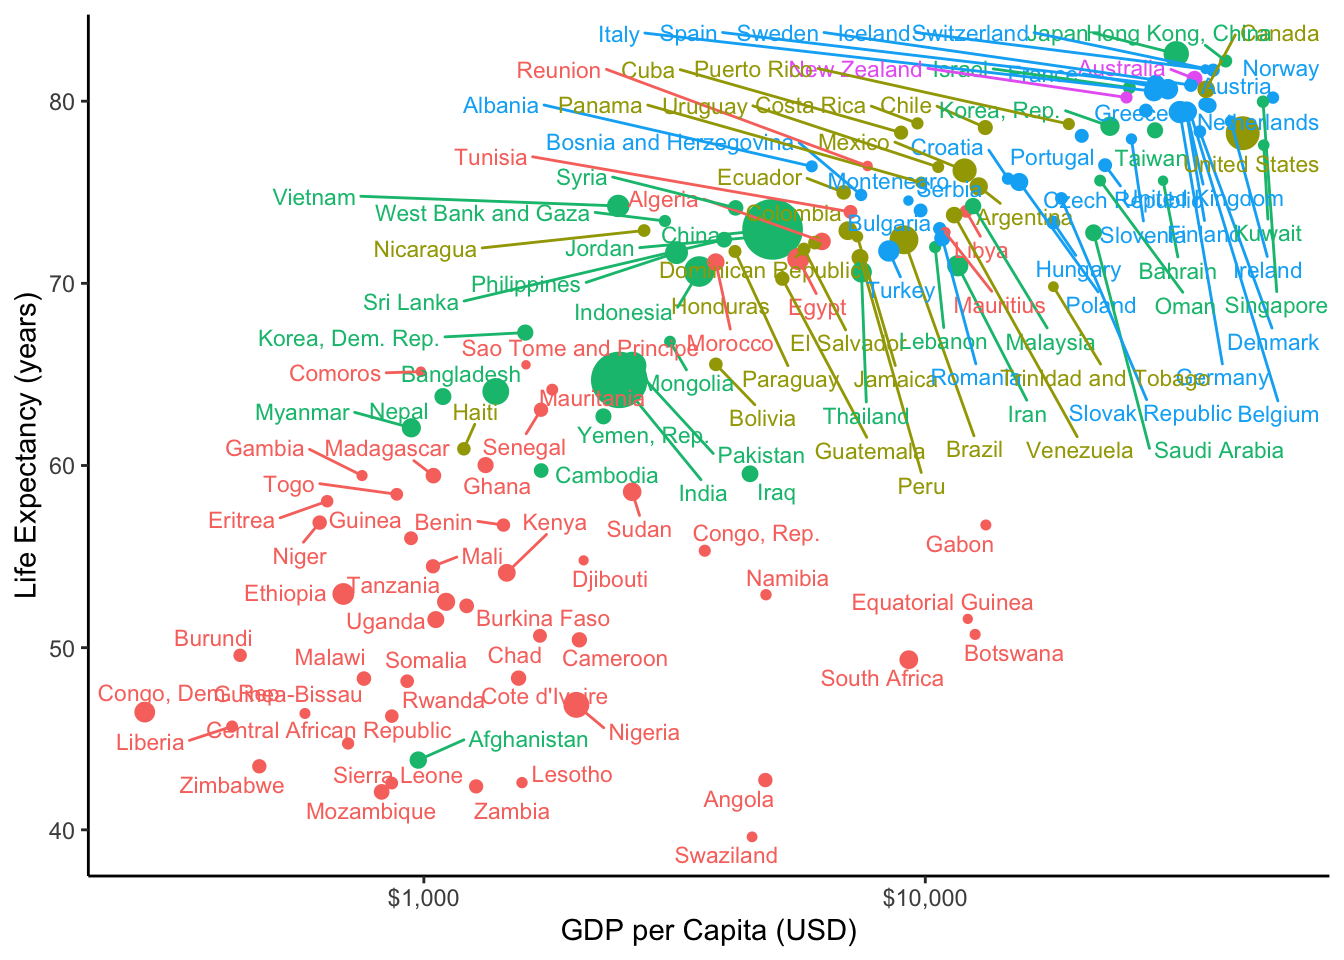 Italy
Spain
Sweden
Iceland
Switzerland
Japan
Hong Kong, China
Canada
Reunion
Cuba
Puerto Rico
New Zealand
Israel
France
Australia
Norway
Albania
Panama
Uruguay
Costa Rica
Chile
Korea, Rep.
Greece
Austria
Netherlands
Bosnia and Herzegovina
Mexico
Croatia
Portugal
Taiwan
United States
Tunisia
Syria
Ecuador
Montenegro
Serbia
Czech Republic
United Kingdom
Vietnam
Algeria
West Bank and Gaza
Colombia
Argentina
China
Bulgaria
Slovenia
Finland
Kuwait
Nicaragua
Jordan
Libya
Philippines
Dominican Republic
Hungary
Bahrain
Ireland
Sri Lanka
Turkey
Indonesia
Honduras
Egypt
Mauritius
Poland
Oman
Singapore
Korea, Dem. Rep.
Sao Tome and Principe
Morocco
El Salvador
Lebanon
Malaysia
Denmark
Comoros
Bangladesh
Mongolia
Paraguay
Jamaica
Romania
Trinidad and Tobago
Germany
Myanmar
Nepal
Haiti
Mauritania
Bolivia
Thailand
Iran
Slovak Republic
Belgium
Gambia
Madagascar
Senegal
Yemen, Rep.
Pakistan
Guatemala
Brazil
Venezuela
Saudi Arabia
Togo
Ghana
Cambodia
India
Iraq
Peru
Eritrea
Guinea
Benin
Kenya
Sudan
Congo, Rep.
Gabon
Niger
Mali
Djibouti
Namibia
Ethiopia
Tanzania
Equatorial Guinea
Uganda
Burkina Faso
Burundi
Malawi
Somalia
Chad
Cameroon
Botswana
South Africa
Congo, Dem. Rep.
Guinea-Bissau
Rwanda
Cote d'Ivoire
Liberia
Central African Republic
Afghanistan
Nigeria
Zimbabwe
Sierra Leone
Lesotho
Mozambique
Zambia
Angola
Swaziland
80
70
60
50
40
Life Expectancy (years)
$1,000
$10,000
GDP per Capita (USD)